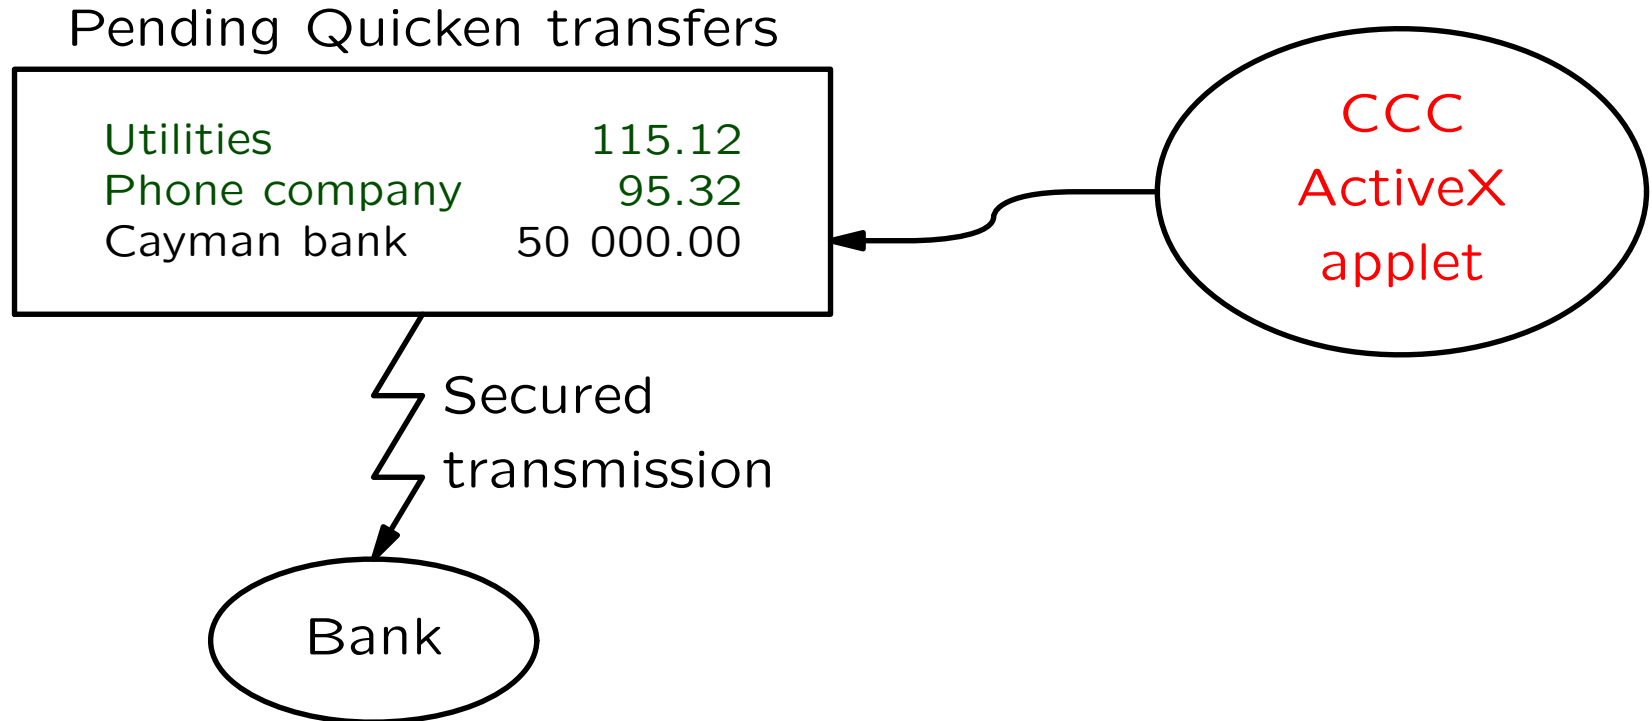 Pending Quicken transfers
Utilities 115.12
Phone company 95.32
Cayman bank 50 000.00
CCC
ActiveX
applet
Secured
transmission
Bank